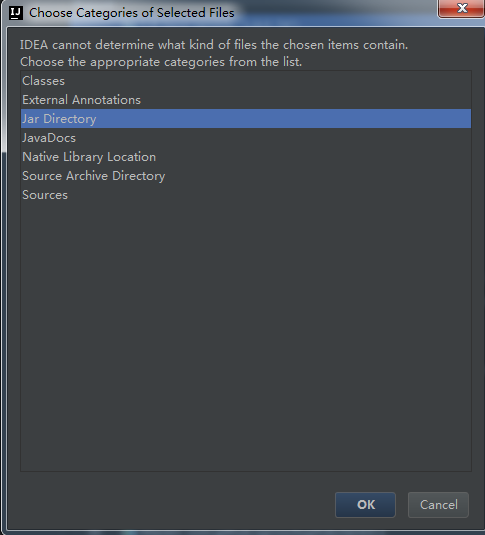 IJ Choose Categories of Selected Files
IDEA cannot determine what kind of files the chosen items contain.
Choose the appropriate categories from the list.
Classes
External Annotations
Jar Directory
JavaDocs
Native Library Location
Source Archive Directory
Sources
OK
Cancel